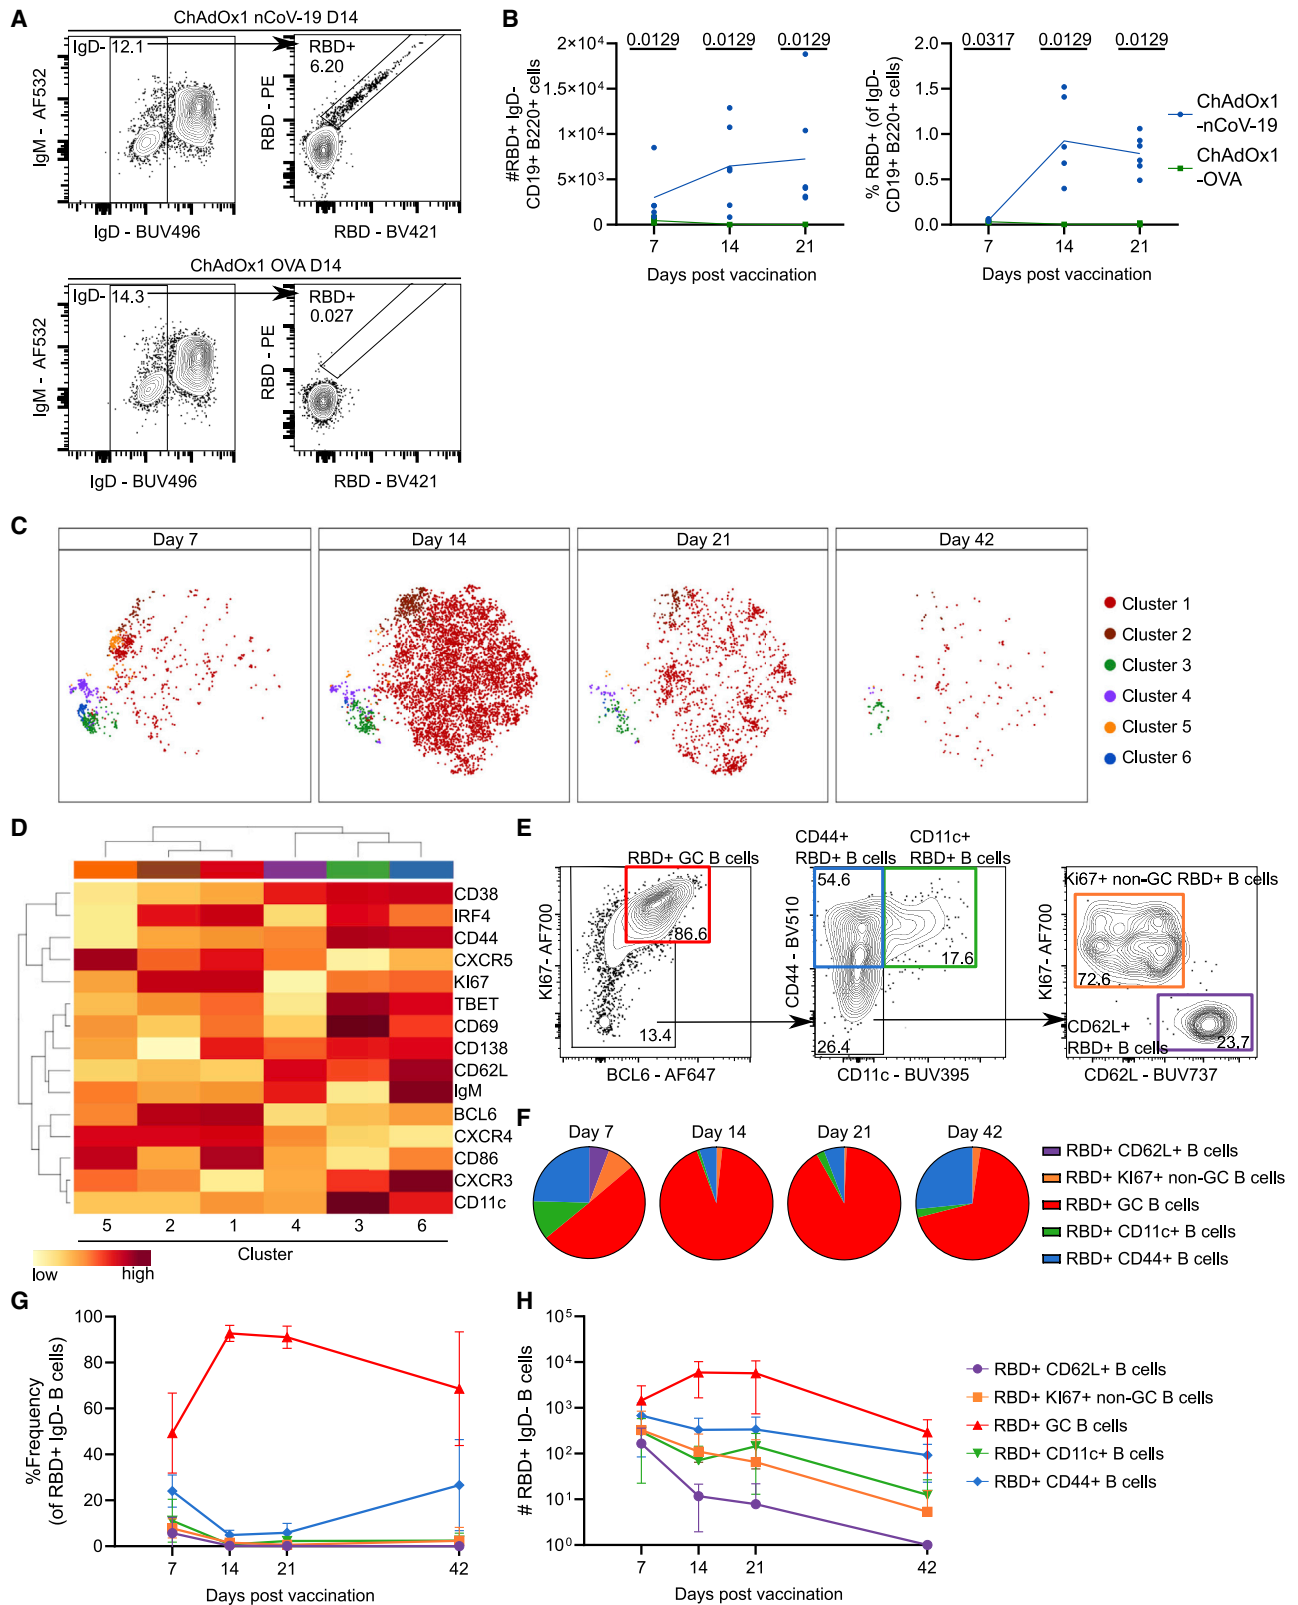 A
ChAdOx1 nCoV-19 D14
IgD- 12.1
RBD+
6.20
IgM - AF532
RBD - PE
IgD - BUV496
RBD - BV421
ChAdOx1 OVA D14
IgD- 14.3
RBD+
0.027
IgM - AF532
RBD - PE
IgD - BUV496
RBD - BV421
B
0.0129 0.0129 0.0129
2×10⁴
1.5×10⁴
1×10⁴
5×10³
0
#RBD+ IgD-
CD19+ B220+ cells
7 14 21
Days post vaccination
0.0317 0.0129 0.0129
2.0
1.5
1.0
0.5
0.0
% RBD+ (of IgD-
CD19+ B220+ cells)
7 14 21
Days post vaccination
ChAdOx1
-nCoV-19
ChAdOx1
-OVA
C
Day 7 Day 14 Day 21 Day 42
Cluster 1
Cluster 2
Cluster 3
Cluster 4
Cluster 5
Cluster 6
D
CD38
IRF4
CD44
CXCR5
KI67
TBET
CD69
CD138
CD62L
IgM
BCL6
CXCR4
CD86
CXCR3
CD11c
5 2 1 4 3 6
Cluster
low high
E
RBD+ GC B cells
86.6
13.4
KI67- AF700
BCL6 - AF647
CD44+
RBD+ B cells
CD11c+
RBD+ B cells
54.6
17.6
26.4
CD44 - BV510
CD11c - BUV395
Ki67+ non-GC RBD+ B cells
72.6
CD62L+
RBD+ B cells
23.7
KI67- AF700
CD62L - BUV737
F
Day 7 Day 14 Day 21 Day 42
RBD+ CD62L+ B cells
RBD+ KI67+ non-GC B cells
RBD+ GC B cells
RBD+ CD11c+ B cells
RBD+ CD44+ B cells
G
100
80
60
40
20
0
%Frequency
(of RBD+ IgD- B cells)
7 14 21 42
Days post vaccination
H
10⁵
10⁴
10³
10²
10¹
10⁰
# RBD+ IgD- B cells
7 14 21 42
Days post vaccination
RBD+ CD62L+ B cells
RBD+ KI67+ non-GC B cells
RBD+ GC B cells
RBD+ CD11c+ B cells
RBD+ CD44+ B cells